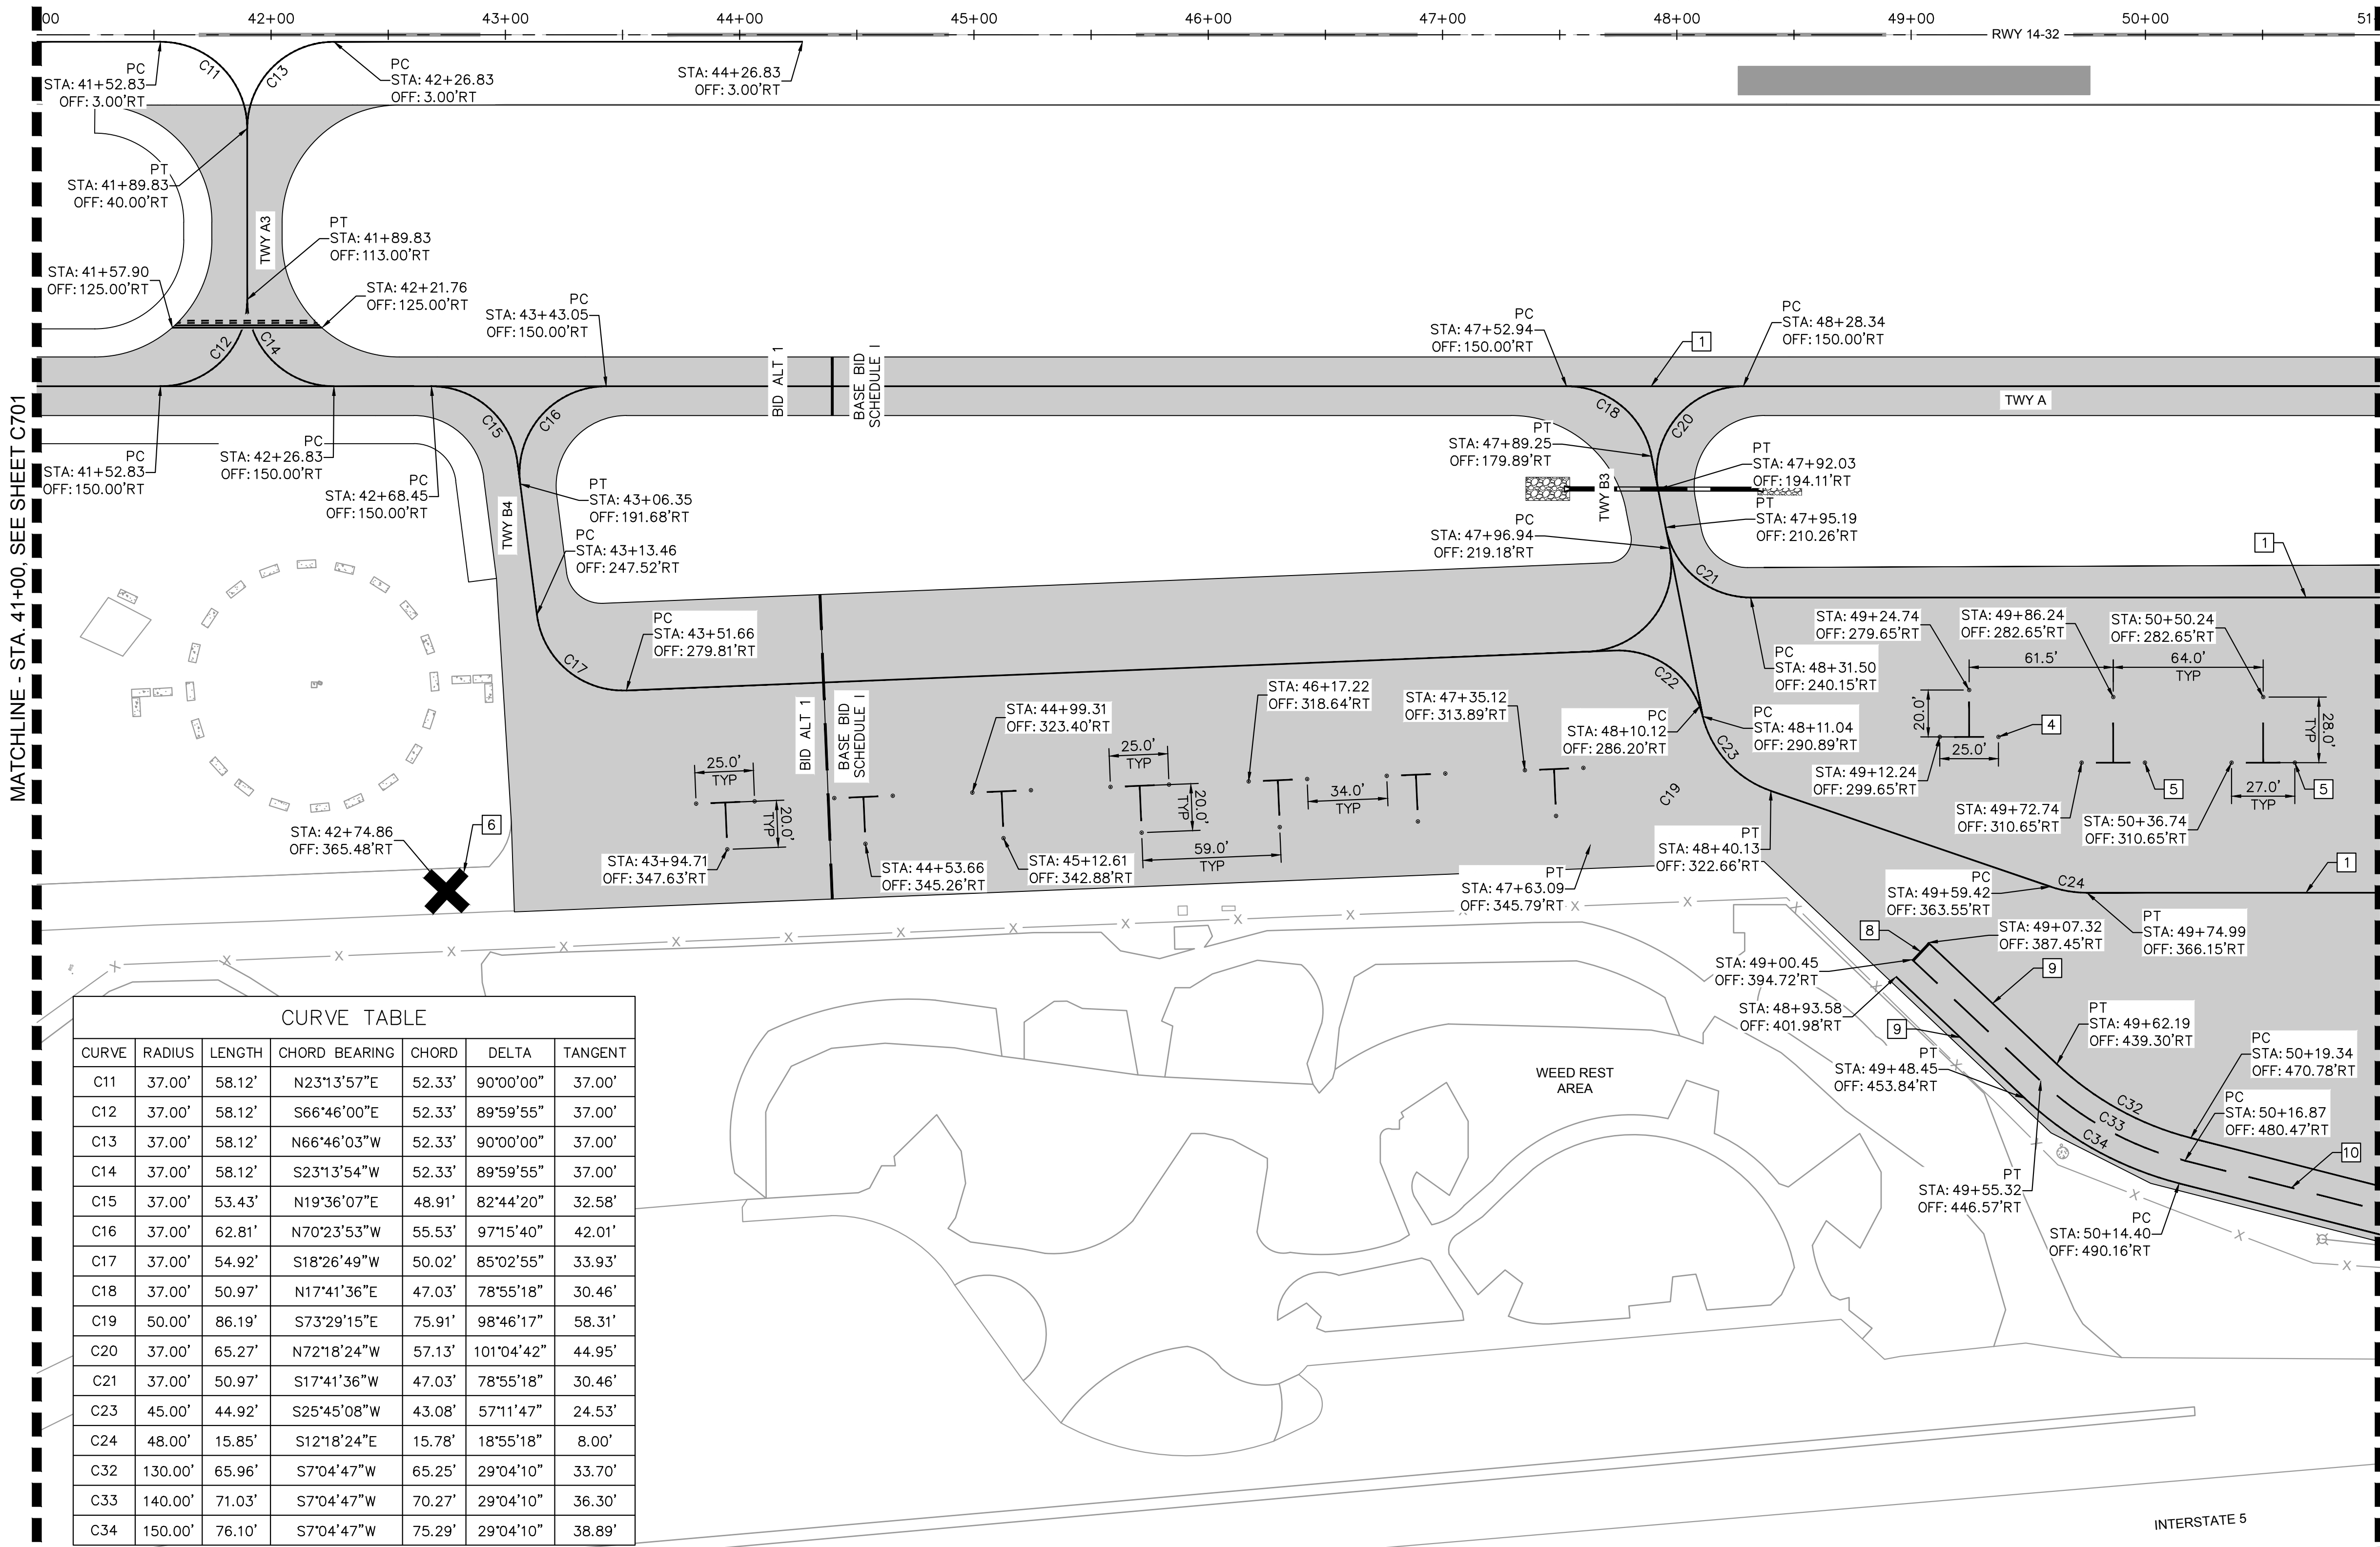 00
42+00
43+00
44+00
45+00
46+00
47+00
48+00
49+00
50+00
51
RWY 14-32
C11
C13
PC
STA: 41+52.83
OFF: 3.00'RT
PC
STA: 42+26.83
OFF: 3.00'RT
STA: 44+26.83
OFF: 3.00'RT
PT
STA: 41+89.83
OFF: 40.00'RT
TWY A3
PT
STA: 41+89.83
OFF: 113.00'RT
STA: 41+57.90
OFF: 125.00'RT
STA: 42+21.76
OFF: 125.00'RT
PC
STA: 43+43.05
OFF: 150.00'RT
PC
STA: 47+52.94
OFF: 150.00'RT
1
PC
STA: 48+28.34
OFF: 150.00'RT
C12
C14
C15
C16
BID ALT 1
BASE BID
SCHEDULE I
C18
C20
TWY A
MATCHLINE - STA. 41+00, SEE SHEET C701
PC
STA: 41+52.83
OFF: 150.00'RT
PC
STA: 42+26.83
OFF: 150.00'RT
PC
STA: 42+68.45
OFF: 150.00'RT
TWY B4
PT
STA: 43+06.35
OFF: 191.68'RT
PC
STA: 43+13.46
OFF: 247.52'RT
PT
STA: 47+89.25
OFF: 179.89'RT
TWY B3
PT
STA: 47+92.03
OFF: 194.11'RT
PT
STA: 47+95.19
OFF: 210.26'RT
PC
STA: 47+96.94
OFF: 219.18'RT
C21
1
PC
STA: 43+51.66
OFF: 279.81'RT
C17
C22
PC
STA: 48+31.50
OFF: 240.15'RT
STA: 49+24.74
OFF: 279.65'RT
STA: 49+86.24
OFF: 282.65'RT
STA: 50+50.24
OFF: 282.65'RT
61.5'
64.0'
TYP
20.0'
25.0'
4
28.0'
TYP
STA: 49+12.24
OFF: 299.65'RT
STA: 49+72.74
OFF: 310.65'RT
5
STA: 50+36.74
OFF: 310.65'RT
27.0'
TYP
5
BID ALT 1
BASE BID
SCHEDULE I
STA: 44+99.31
OFF: 323.40'RT
STA: 46+17.22
OFF: 318.64'RT
STA: 47+35.12
OFF: 313.89'RT
PC
STA: 48+10.12
OFF: 286.20'RT
PC
STA: 48+11.04
OFF: 290.89'RT
C23
C19
25.0'
TYP
20.0'
TYP
25.0'
TYP
20.0'
TYP
34.0'
TYP
59.0'
TYP
STA: 42+74.86
OFF: 365.48'RT
6
STA: 43+94.71
OFF: 347.63'RT
STA: 44+53.66
OFF: 345.26'RT
STA: 45+12.61
OFF: 342.88'RT
PT
STA: 47+63.09
OFF: 345.79'RT
PT
STA: 48+40.13
OFF: 322.66'RT
PC
STA: 49+59.42
OFF: 363.55'RT
C24
1
PT
STA: 49+74.99
OFF: 366.15'RT
8
STA: 49+07.32
OFF: 387.45'RT
STA: 49+00.45
OFF: 394.72'RT
9
STA: 48+93.58
OFF: 401.98'RT
9
PT
STA: 49+62.19
OFF: 439.30'RT
PC
STA: 50+19.34
OFF: 470.78'RT
PT
STA: 49+48.45
OFF: 453.84'RT
PC
STA: 50+16.87
OFF: 480.47'RT
C32
C33
C34
10
PT
STA: 49+55.32
OFF: 446.57'RT
PC
STA: 50+14.40
OFF: 490.16'RT
X X X X X X X X X X X X X X X X X X X X X X X
WEED REST
AREA
INTERSTATE 5
CURVE TABLE
CURVE RADIUS LENGTH CHORD BEARING CHORD DELTA TANGENT
C11 37.00' 58.12' N23°13'57"E 52.33' 90°00'00" 37.00'
C12 37.00' 58.12' S66°46'00"E 52.33' 89°59'55" 37.00'
C13 37.00' 58.12' N66°46'03"W 52.33' 90°00'00" 37.00'
C14 37.00' 58.12' S23°13'54"W 52.33' 89°59'55" 37.00'
C15 37.00' 53.43' N19°36'07"E 48.91' 82°44'20" 32.58'
C16 37.00' 62.81' N70°23'53"W 55.53' 97°15'40" 42.01'
C17 37.00' 54.92' S18°26'49"W 50.02' 85°02'55" 33.93'
C18 37.00' 50.97' N17°41'36"E 47.03' 78°55'18" 30.46'
C19 50.00' 86.19' S73°29'15"E 75.91' 98°46'17" 58.31'
C20 37.00' 65.27' N72°18'24"W 57.13' 101°04'42" 44.95'
C21 37.00' 50.97' S17°41'36"W 47.03' 78°55'18" 30.46'
C23 45.00' 44.92' S25°45'08"W 43.08' 57°11'47" 24.53'
C24 48.00' 15.85' S12°18'24"E 15.78' 18°55'18" 8.00'
C32 130.00' 65.96' S7°04'47"W 65.25' 29°04'10" 33.70'
C33 140.00' 71.03' S7°04'47"W 70.27' 29°04'10" 36.30'
C34 150.00' 76.10' S7°04'47"W 75.29' 29°04'10" 38.89'